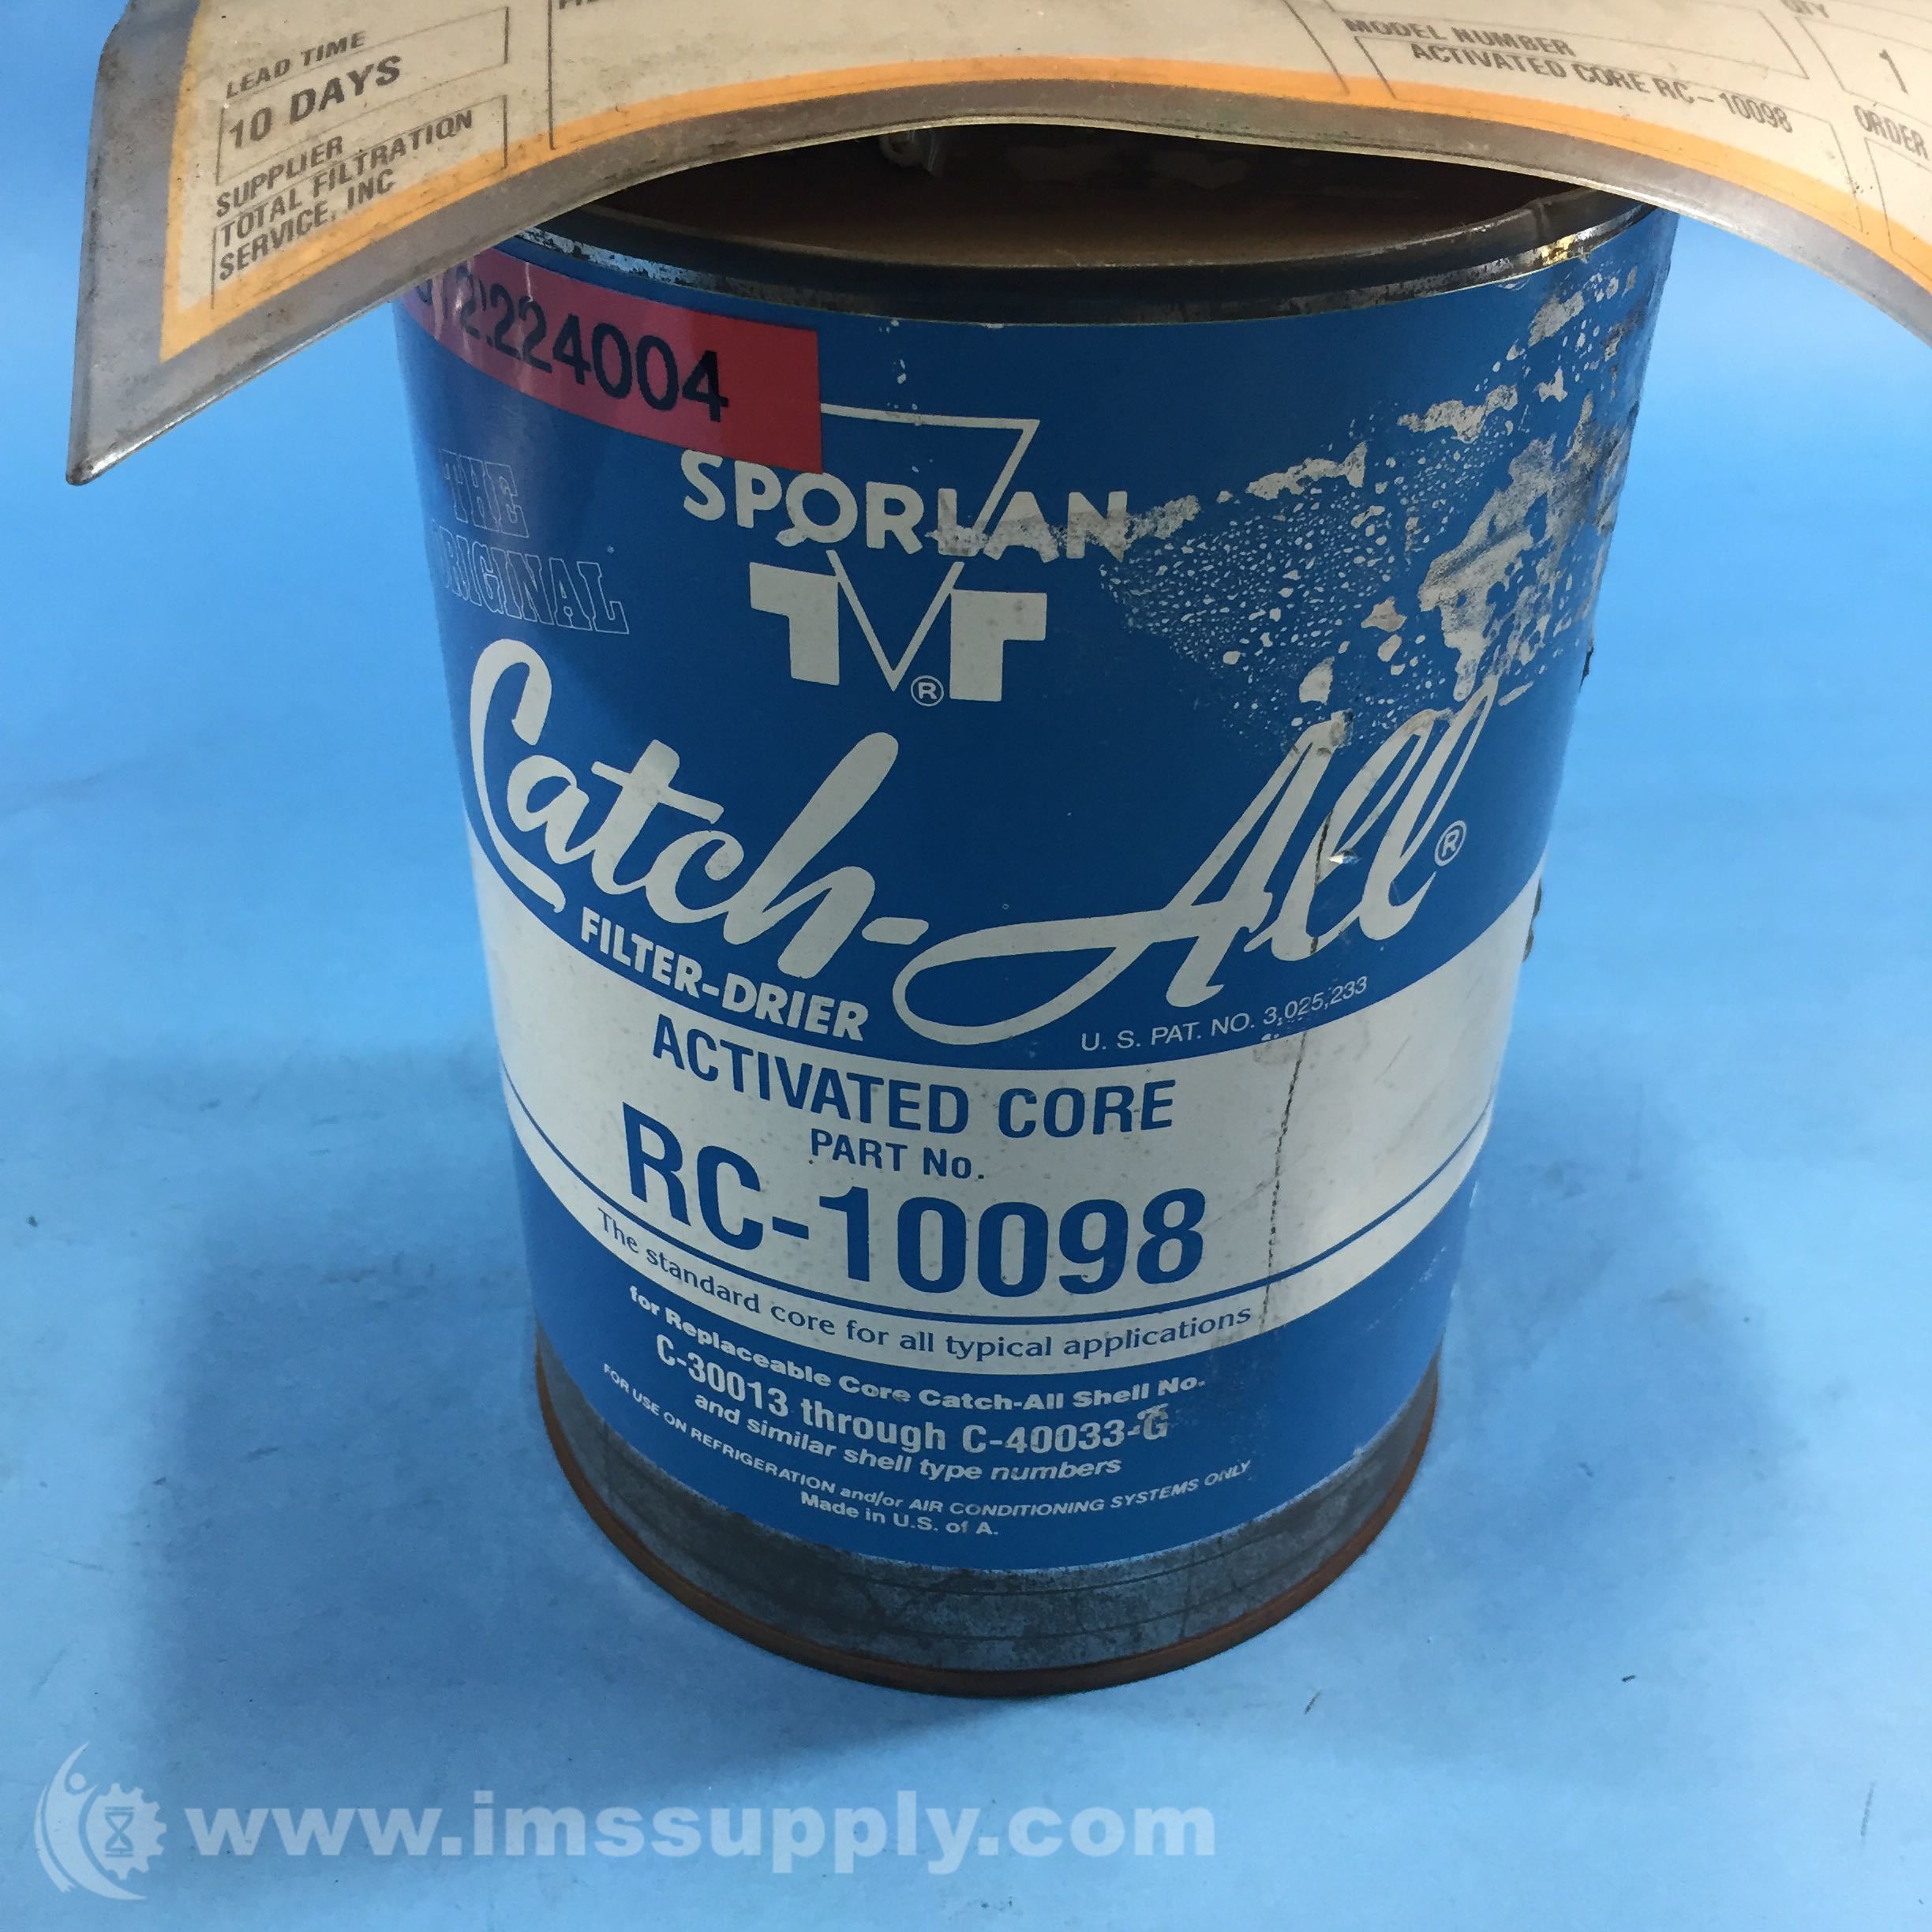 LEAD TIME
10 DAYS
SUPPLIER
TOTAL FILTRATION
SERVICE, INC
MODEL NUMBER
ACTIVATED CORE RC-10098
QTY
1
ORDER
2224004
THE
ORIGINAL
SPORLAN
®
Catch-All®
FILTER-DRIER
U. S. PAT. NO. 3,025,233
ACTIVATED CORE
PART No.
RC-10098
The standard core for all typical applications
for Replaceable Core Catch-All Shell No.
C-30013 through C-40033-G
and similar shell type numbers
FOR USE ON REFRIGERATION and/or AIR CONDITIONING SYSTEMS ONLY
Made in U.S. of A.
www.imssupply.com